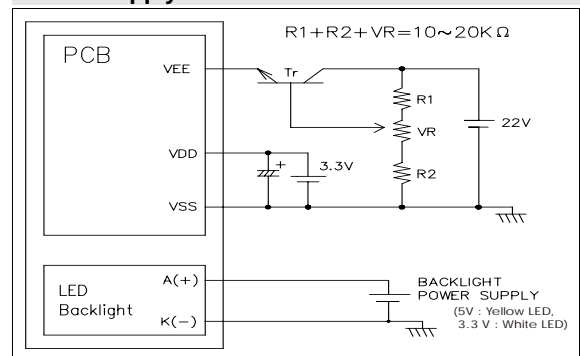 R1+R2+VR=10~20KΩ
PCB
VEE
Tr
R1
VR
22V
VDD
+
3.3V
R2
VSS
LED
Backlight
A(+)
K(−)
BACKLIGHT
POWER SUPPLY
(5V : Yellow LED,
3.3 V : White LED)